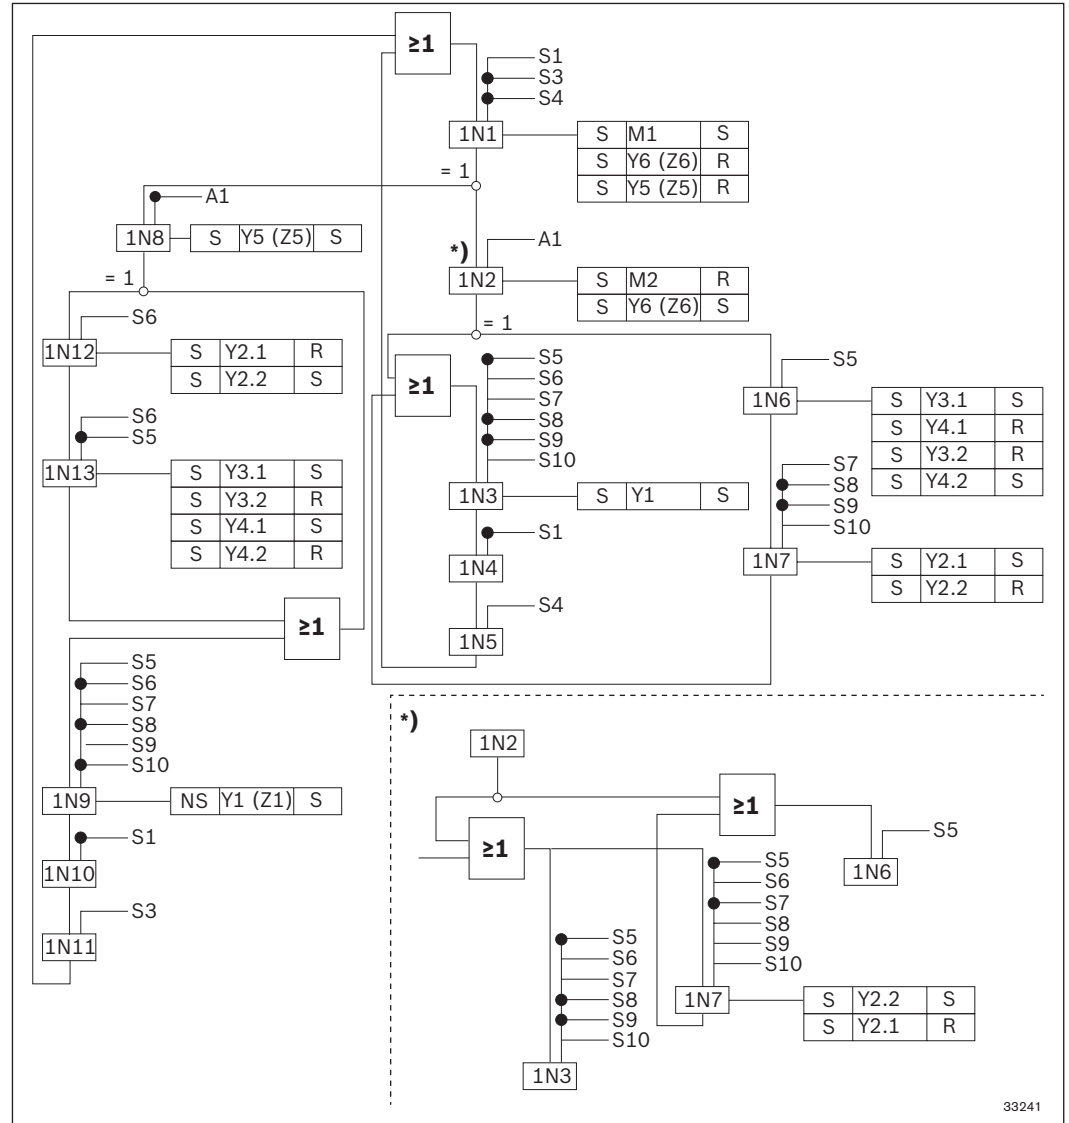 ≥1
S1
S3
S4
1N1
S M1 S
S Y6 (Z6) R
S Y5 (Z5) R
= 1
A1
1N8
S Y5 (Z5) S
= 1
*)
A1
1N2
S M2 R
S Y6 (Z6) S
= 1
S6
1N12
S Y2.1 R
S Y2.2 S
S6
S5
1N13
S Y3.1 S
S Y3.2 R
S Y4.1 S
S Y4.2 R
≥1
S5
S6
S7
S8
S9
S10
1N3
S Y1 S
S1
1N4
S4
1N5
S5
1N6
S Y3.1 S
S Y4.1 R
S Y3.2 R
S Y4.2 S
S7
S8
S9
S10
1N7
S Y2.1 S
S Y2.2 R
≥1
S5
S6
S7
S8
S9
S10
1N9
NS Y1 (Z1) S
S1
1N10
S3
1N11
*)
1N2
≥1
≥1
S5
1N6
S5
S6
S7
S8
S9
S10
1N7
S Y2.2 S
S Y2.1 R
S5
S6
S7
S8
S9
S10
1N3
33241